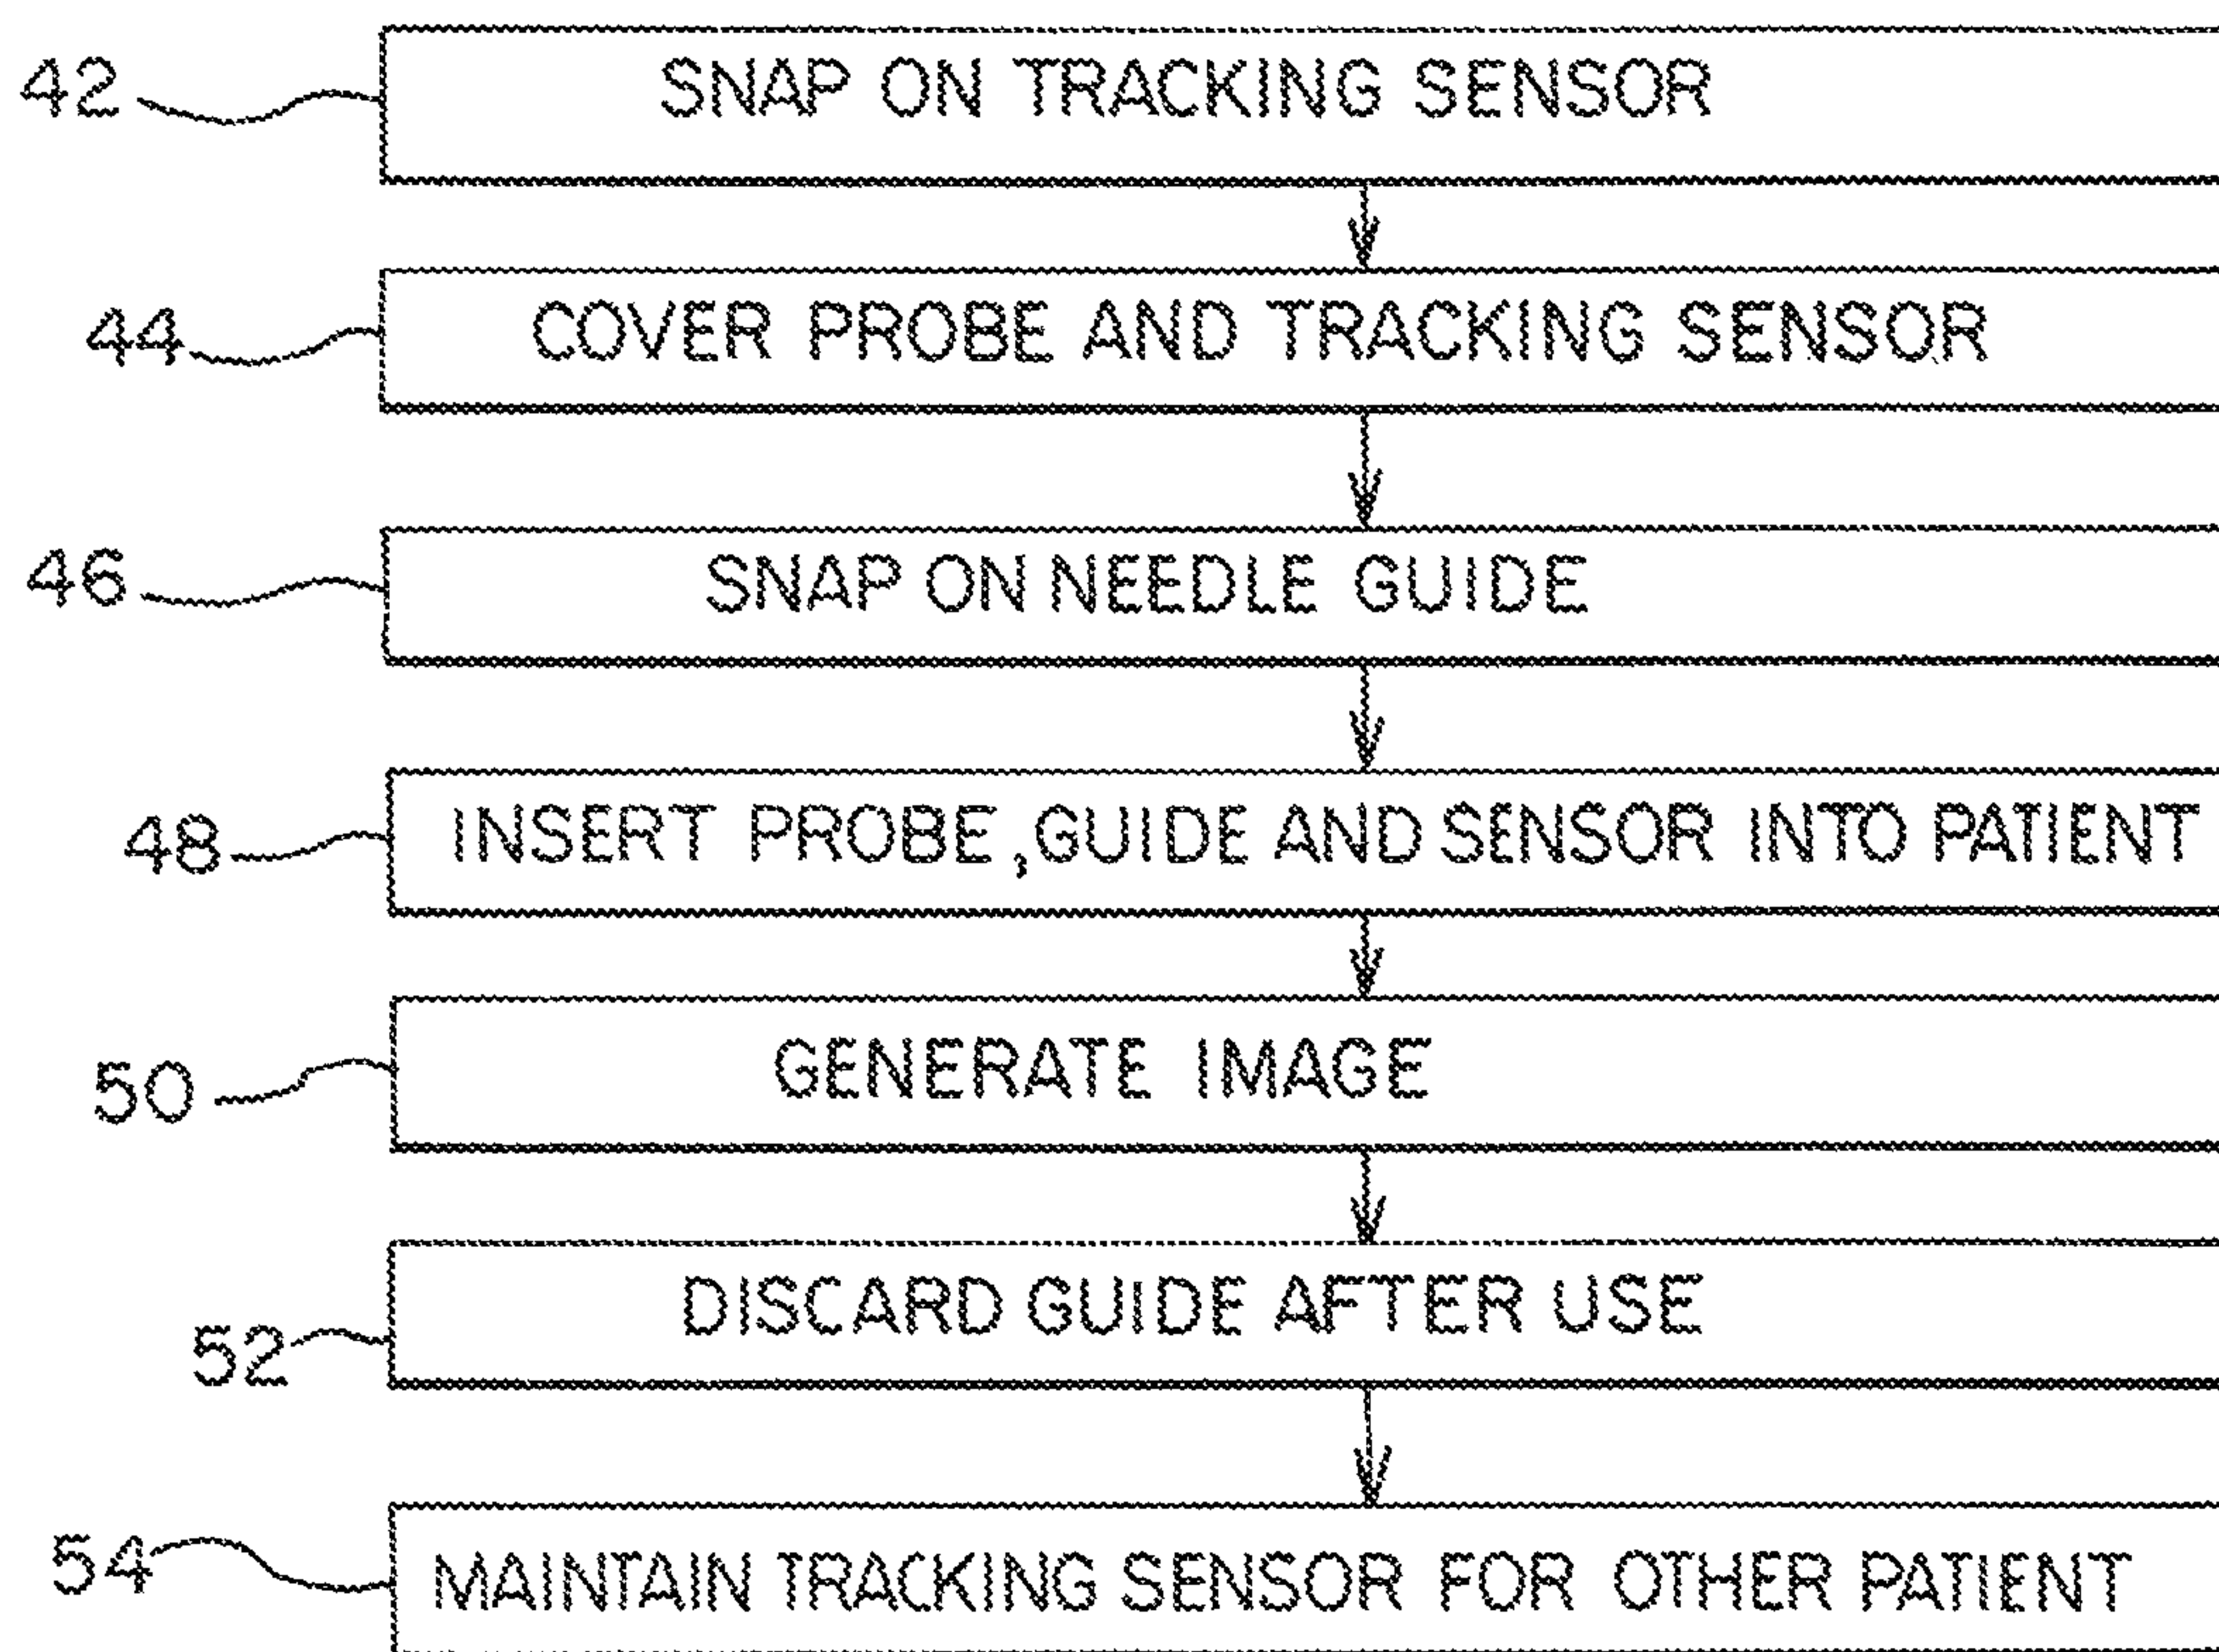 42 SNAP ON TRACKING SENSOR
44 COVER PROBE AND TRACKING SENSOR
46 SNAP ON NEEDLE GUIDE
48 INSERT PROBE, GUIDE AND SENSOR INTO PATIENT
50 GENERATE IMAGE
52 DISCARD GUIDE AFTER USE
54 MAINTAIN TRACKING SENSOR FOR OTHER PATIENT